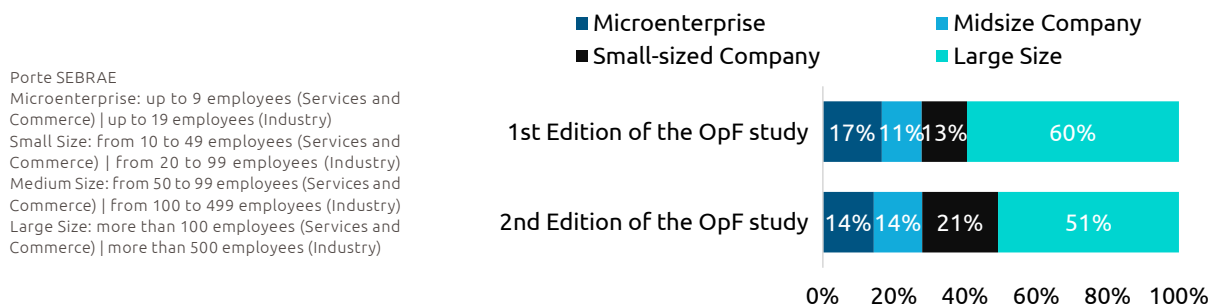 Porte SEBRAE
Microenterprise: up to 9 employees (Services and
Commerce) | up to 19 employees (Industry)
Small Size: from 10 to 49 employees (Services and
Commerce) | from 20 to 99 employees (Industry)
Medium Size: from 50 to 99 employees (Services and
Commerce) | from 100 to 499 employees (Industry)
Large Size: more than 100 employees (Services and
Commerce) | more than 500 employees (Industry)
Microenterprise
Midsize Company
Small-sized Company
Large Size
1st Edition of the OpF study
17% 11% 13% 60%
2nd Edition of the OpF study
14% 14% 21% 51%
0% 20% 40% 60% 80% 100%